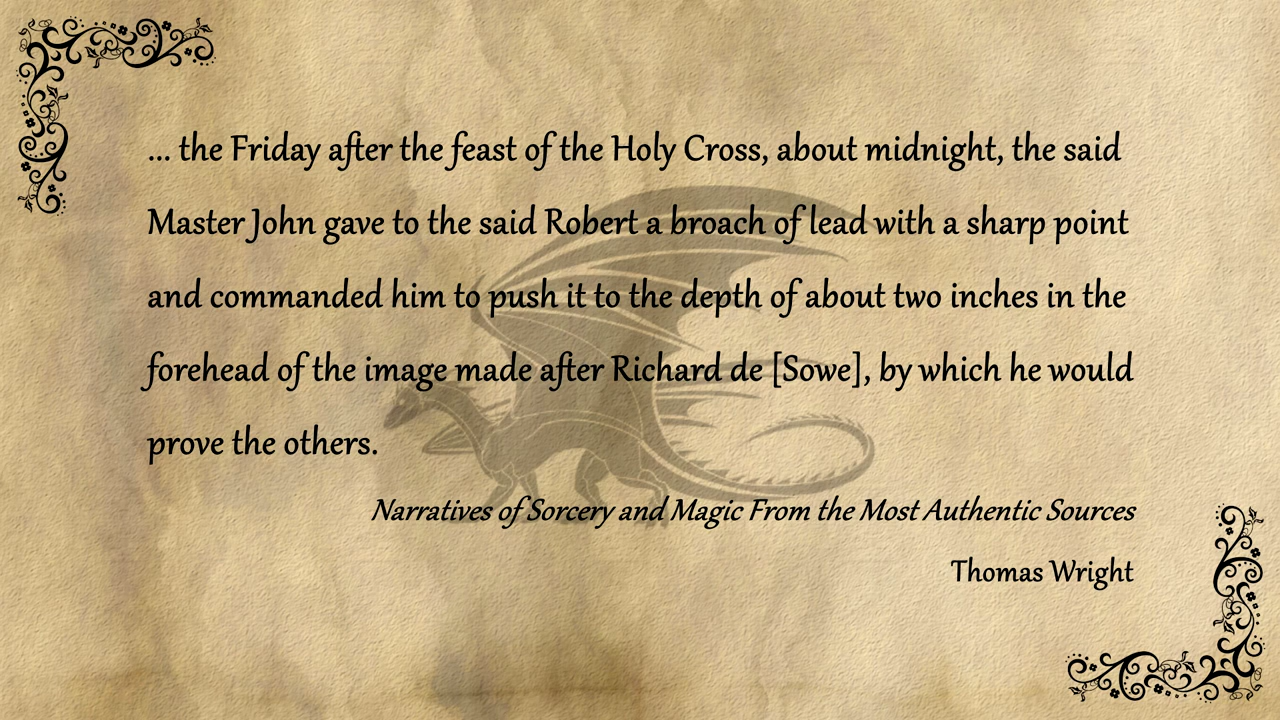 ... the Friday after the feast of the Holy Cross, about midnight, the said
Master John gave to the said Robert a broach of lead with a sharp point
and commanded him to push it to the depth of about two inches in the
forehead of the image made after Richard de [Sowe], by which he would
prove the others.
Narratives of Sorcery and Magic From the Most Authentic Sources
Thomas Wright